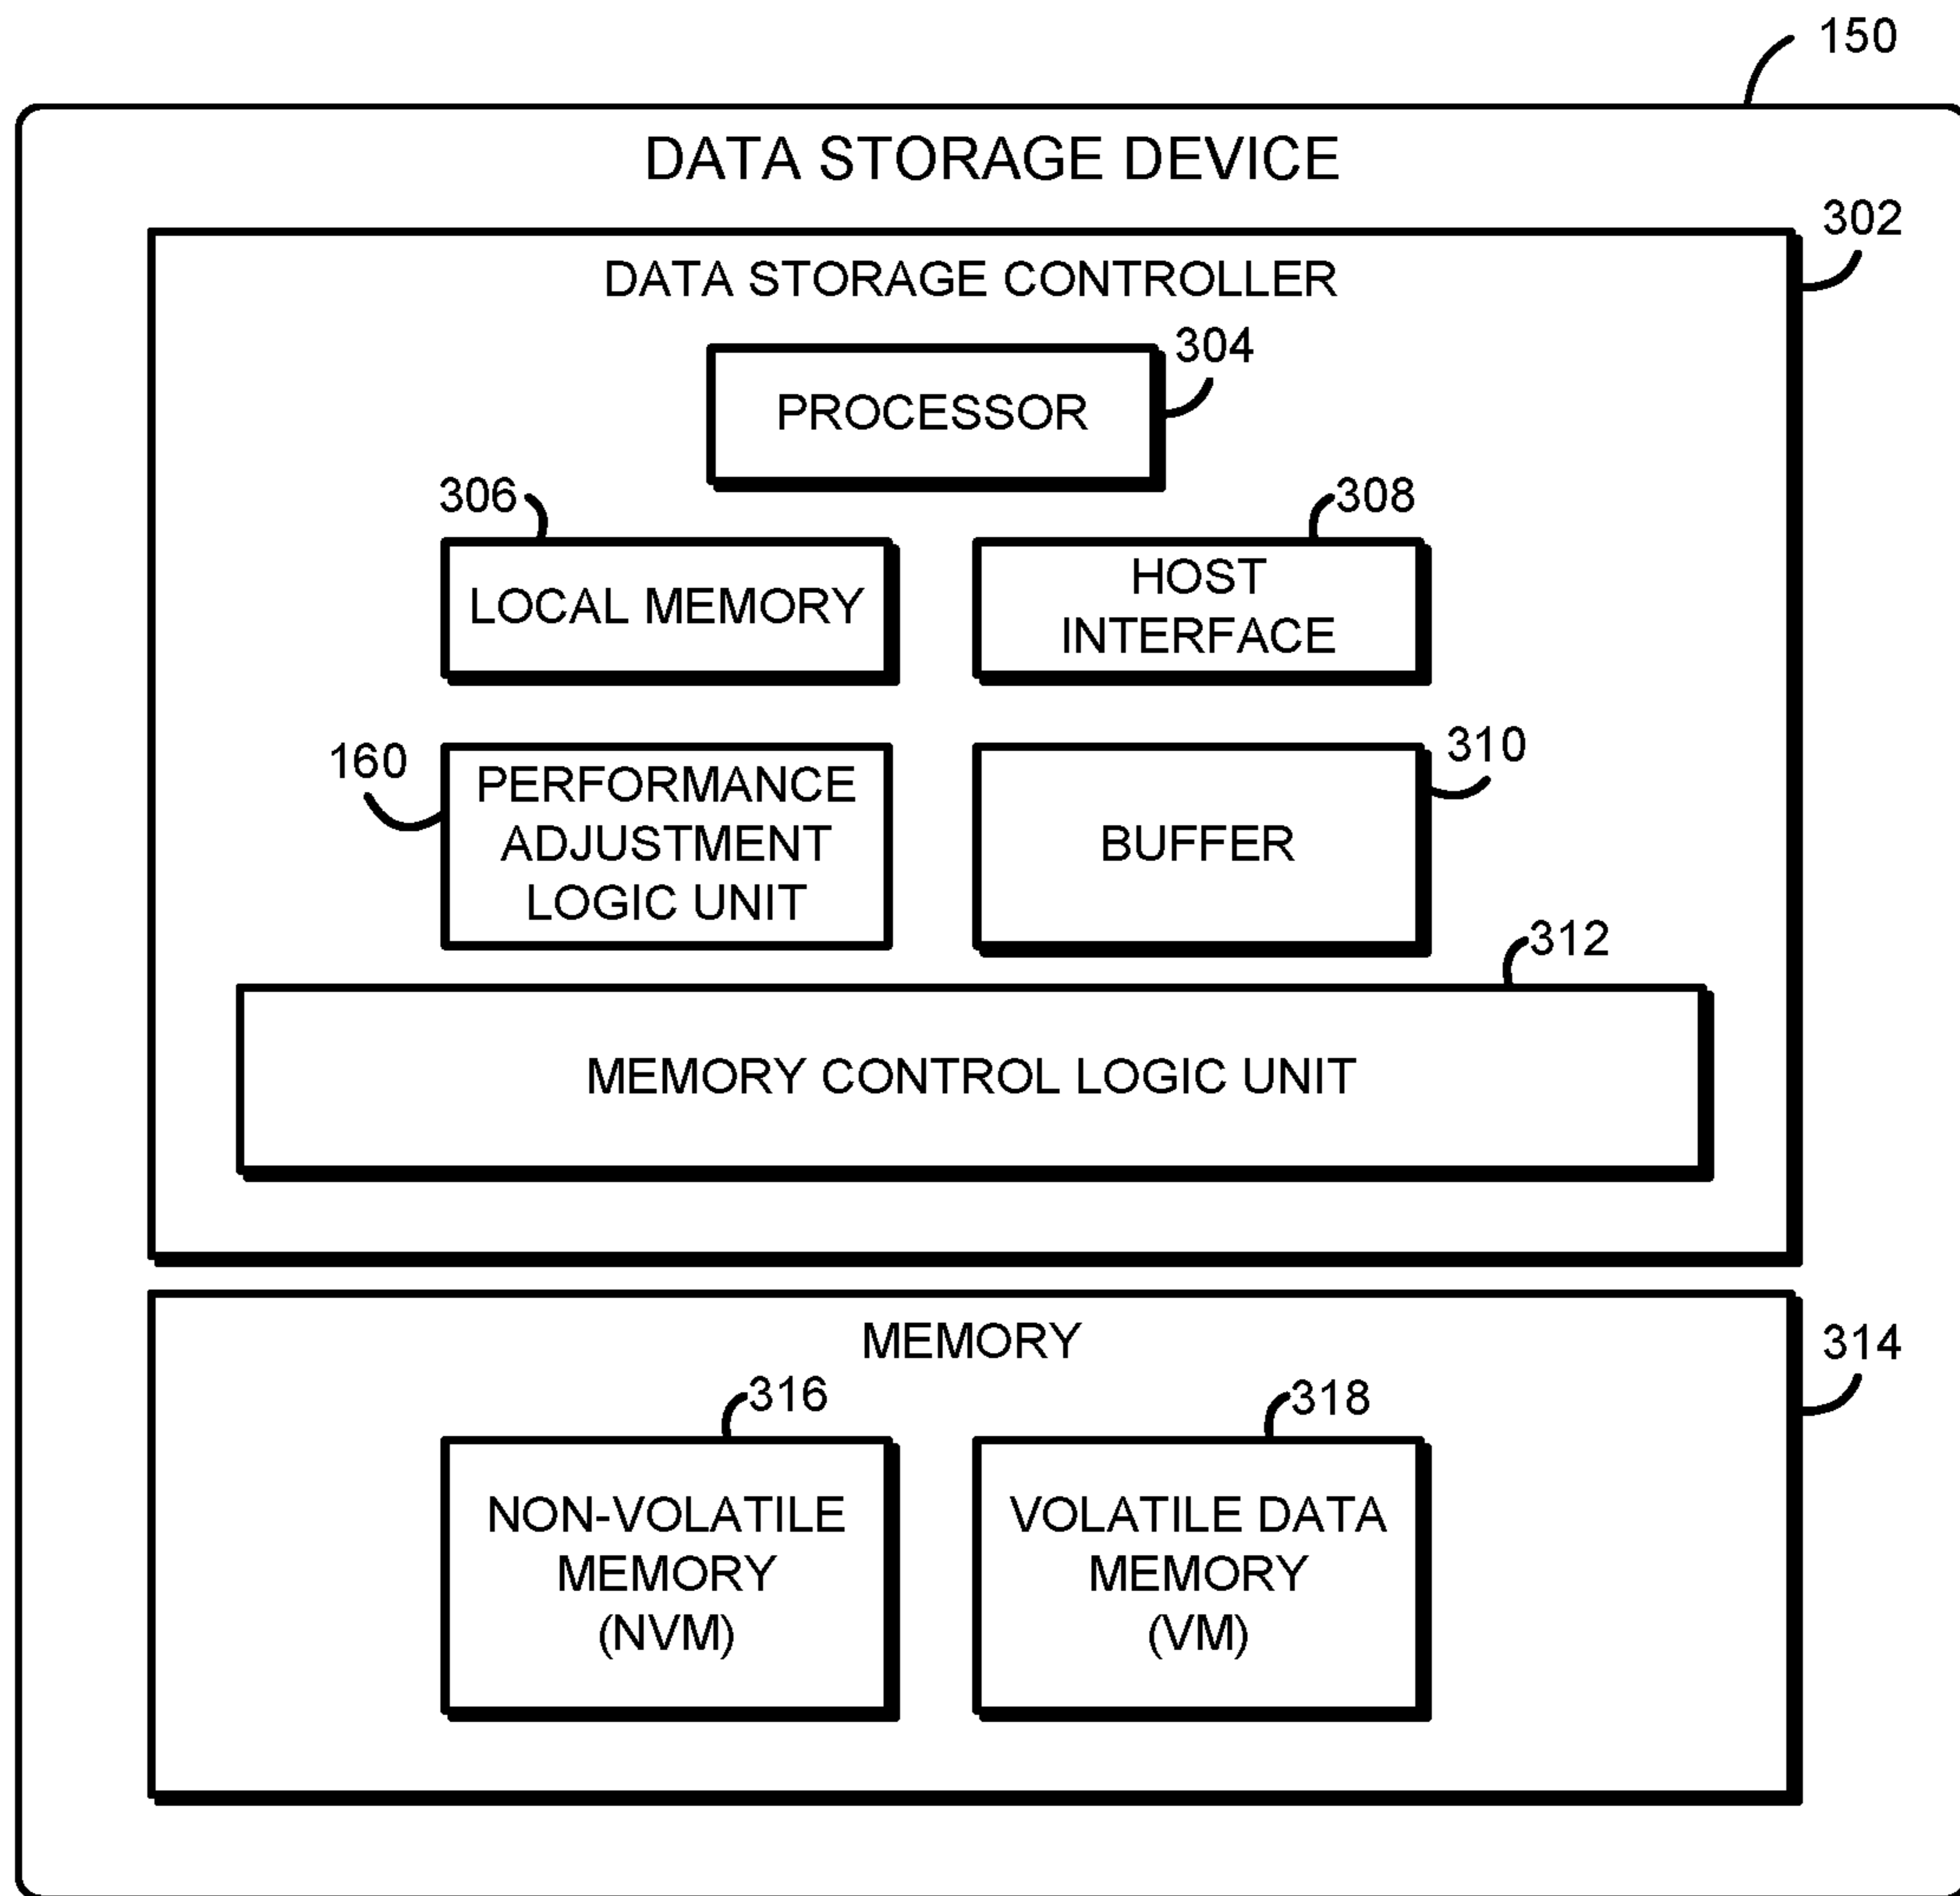 150
DATA STORAGE DEVICE
302
DATA STORAGE CONTROLLER
304
PROCESSOR
306
308
LOCAL MEMORY
HOST
INTERFACE
160
310
PERFORMANCE
ADJUSTMENT
LOGIC UNIT
BUFFER
312
MEMORY CONTROL LOGIC UNIT
314
MEMORY
316
318
NON-VOLATILE
MEMORY
(NVM)
VOLATILE DATA
MEMORY
(VM)